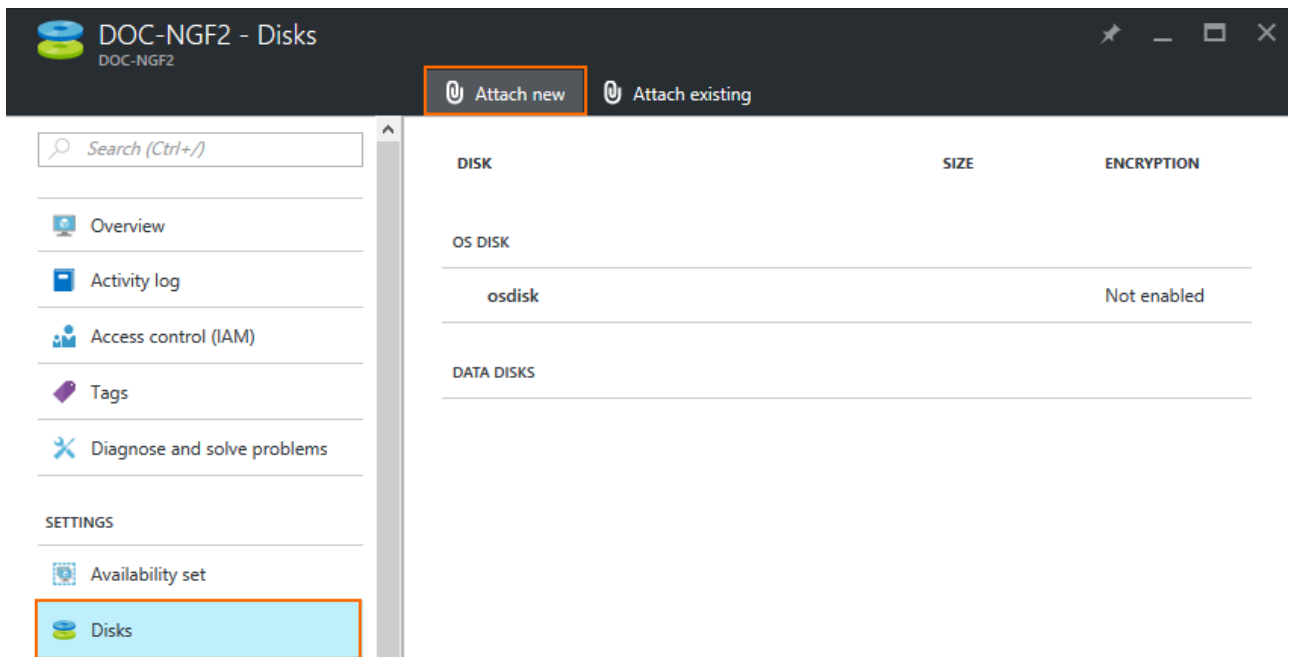 DOC-NGF2 - Disks
DOC-NGF2
Attach new
Attach existing
Search (Ctrl+/)
Overview
Activity log
Access control (IAM)
Tags
Diagnose and solve problems
SETTINGS
Availability set
Disks
DISK SIZE ENCRYPTION
OS DISK
osdisk Not enabled
DATA DISKS